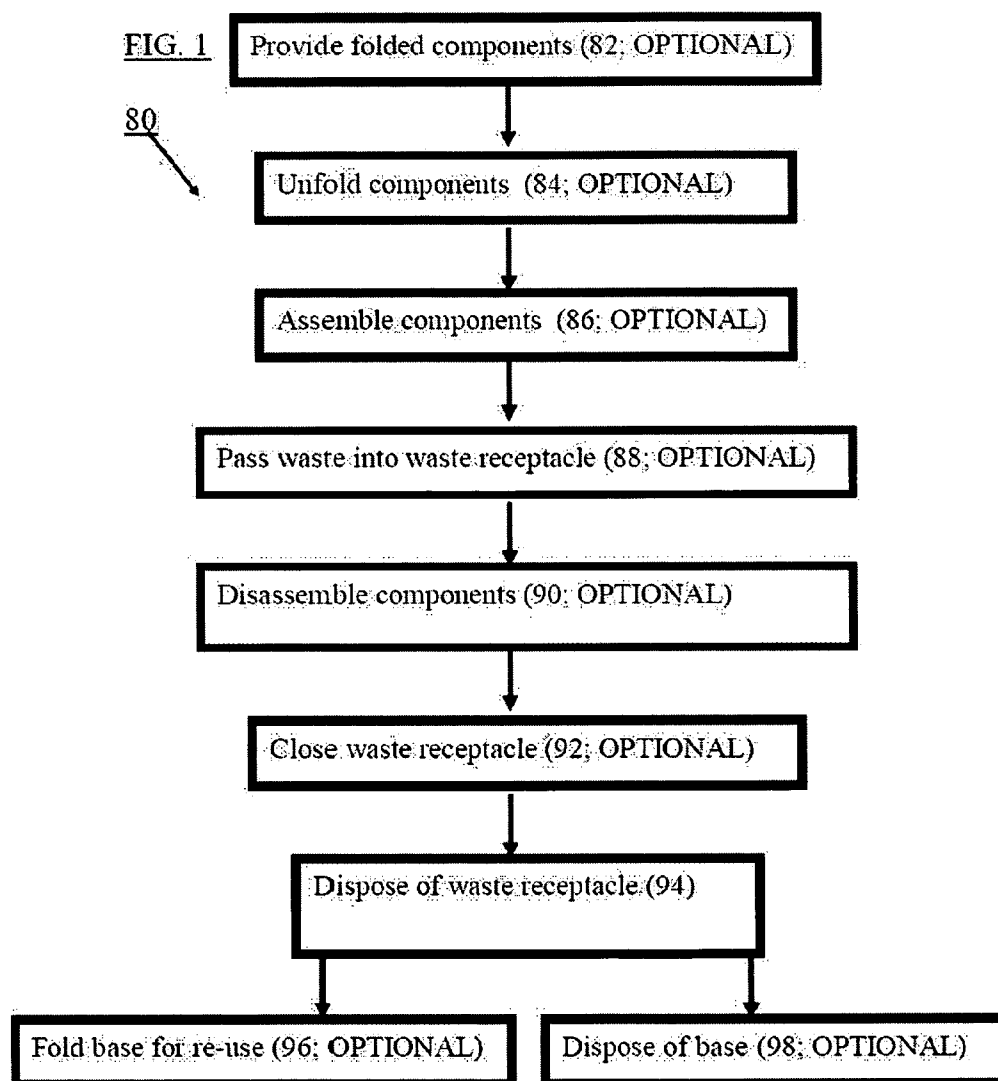 FIG. 1
Provide folded components (82; OPTIONAL)
80
Unfold components (84; OPTIONAL)
Assemble components (86; OPTIONAL)
Pass waste into waste receptacle (88; OPTIONAL)
Disassemble components (90; OPTIONAL)
Close waste receptacle (92; OPTIONAL)
Dispose of waste receptacle (94)
Fold base for re-use (96; OPTIONAL)
Dispose of base (98; OPTIONAL)